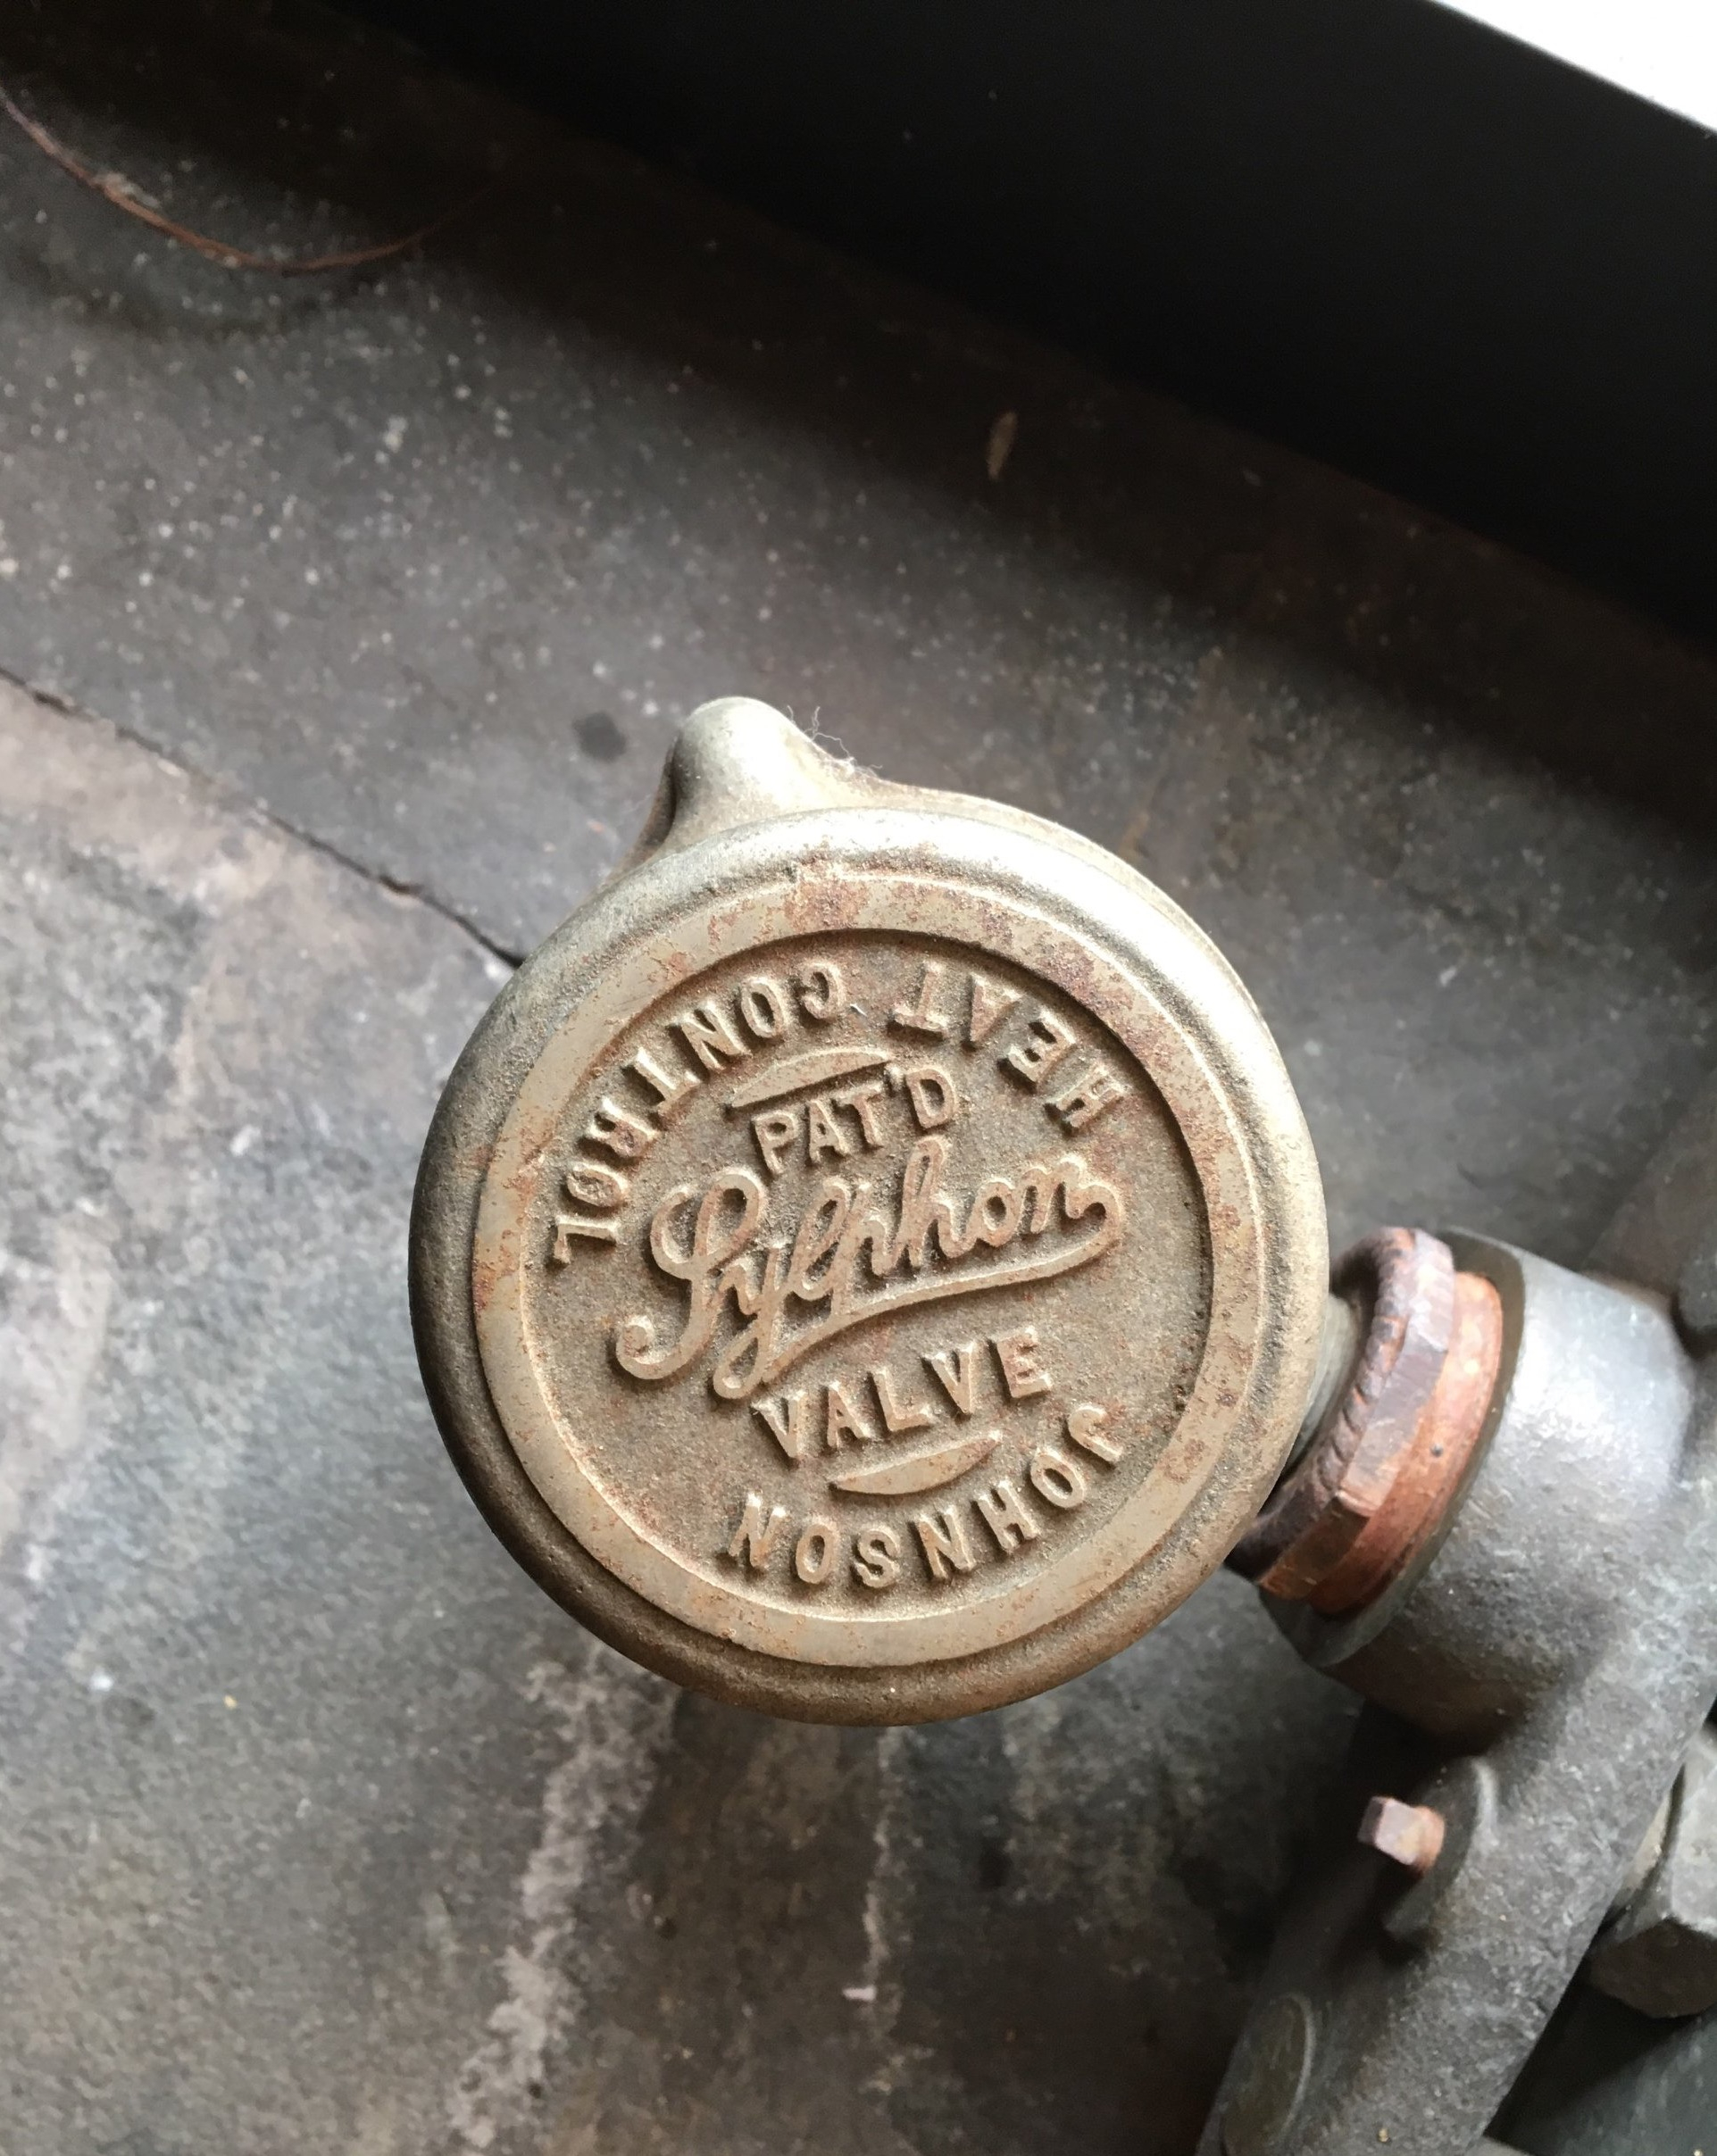 JOHNSON
HEAT CONTROL
PAT'D
Sylphon
VALVE